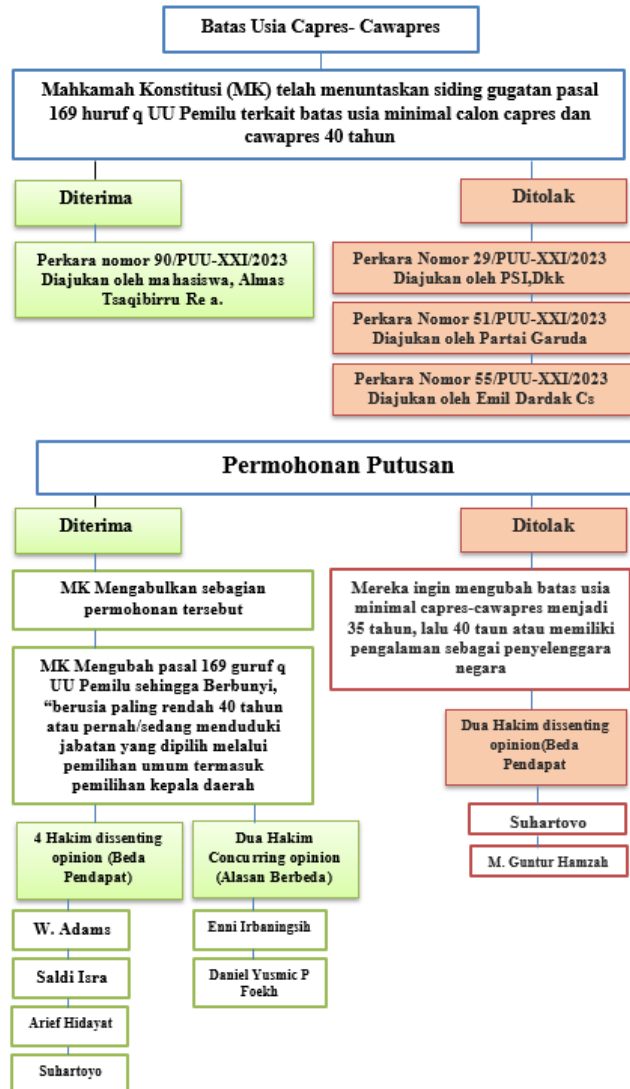 Batas Usia Capres- Cawapres
Mahkamah Konstitusi (MK) telah menuntaskan siding gugatan pasal
169 huruf q UU Pemilu terkait batas usia minimal calon capres dan
cawapres 40 tahun
Diterima
Perkara nomor 90/PUU-XXI/2023
Diajukan oleh mahasiswa, Almas
Tsaqibirru Re a.
Ditolak
Perkara Nomor 29/PUU-XXI/2023
Diajukan oleh PSI,Dkk
Perkara Nomor 51/PUU-XXI/2023
Diajukan oleh Partai Garuda
Perkara Nomor 55/PUU-XXI/2023
Diajukan oleh Emil Dardak Cs
Permohonan Putusan
Diterima
MK Mengabulkan sebagian
permohonan tersebut
MK Mengubah pasal 169 guruf q
UU Pemilu sehingga Berbunyi,
“berusia paling rendah 40 tahun
atau pernah/sedang menduduki
jabatan yang dipilih melalui
pemilihan umum termasuk
pemilihan kepala daerah
4 Hakim dissenting
opinion (Beda
Pendapat)
W. Adams
Saldi Isra
Arief Hidayat
Suhartoyo
Dua Hakim
Concurring opinion
(Alasan Berbeda)
Enni Irbaningsih
Daniel Yusmic P
Foekh
Ditolak
Mereka ingin mengubah batas usia
minimal capres-cawapres menjadi
35 tahun, lalu 40 taun atau memiliki
pengalaman sebagai penyelenggara
negara
Dua Hakim dissenting
opinion(Beda
Pendapat
Suhartovo
M. Guntur Hamzah